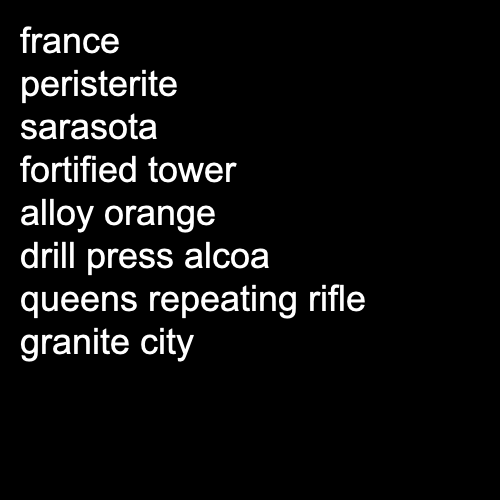 france
peristerite
sarasota
fortified tower
alloy orange
drill press alcoa
queens repeating rifle
granite city